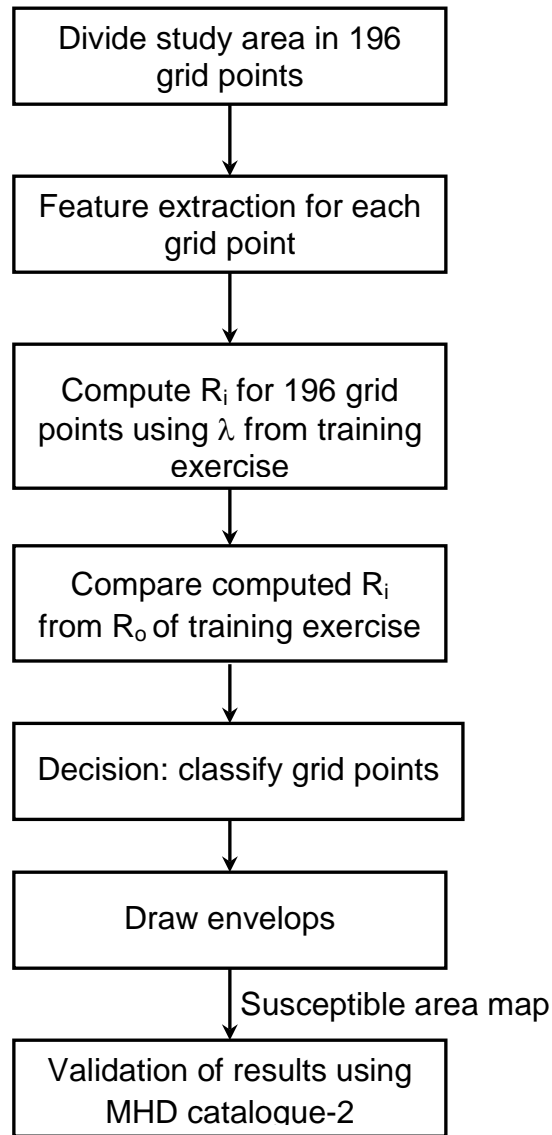 Divide study area in 196
grid points
Feature extraction for each
grid point
Compute Rᵢ for 196 grid
points using λ from training
exercise
Compare computed Rᵢ
from Rₒ of training exercise
Decision: classify grid points
Draw envelops
Susceptible area map
Validation of results using
MHD catalogue-2